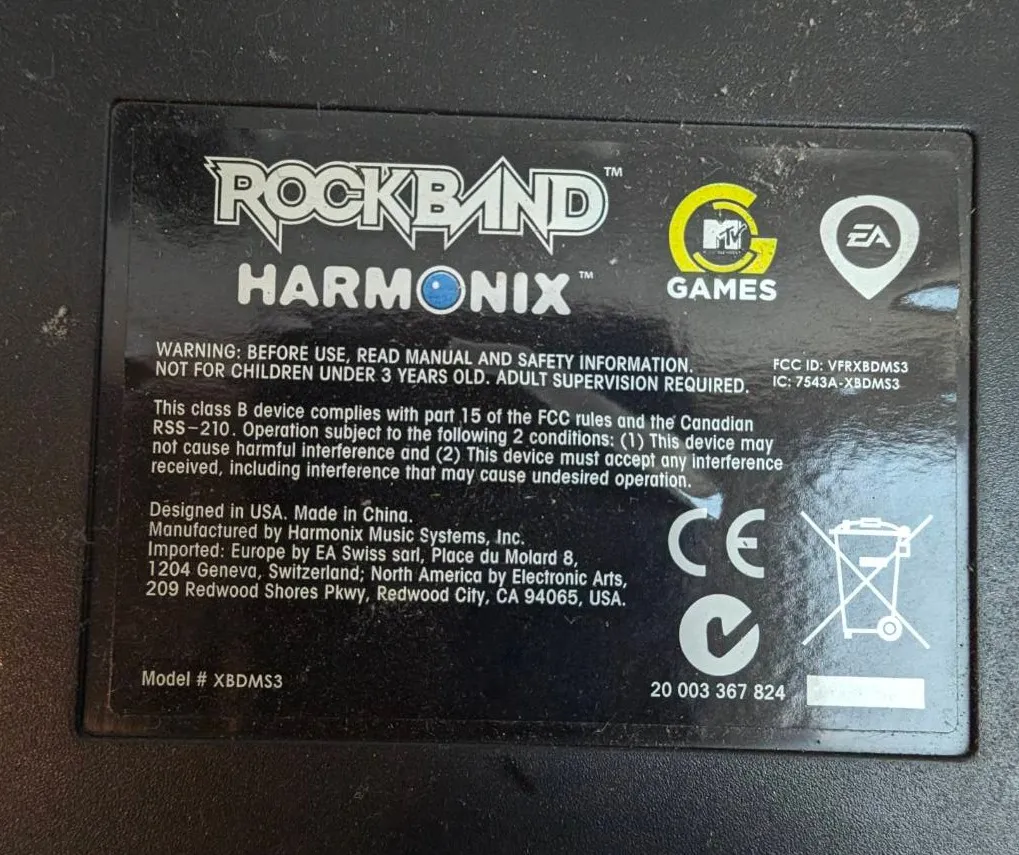 ROCKBAND™
HARMONIX™
MTV
GAMES
EA
WARNING: BEFORE USE, READ MANUAL AND SAFETY INFORMATION.
NOT FOR CHILDREN UNDER 3 YEARS OLD. ADULT SUPERVISION REQUIRED.
FCC ID: VFRXBDMS3
IC: 7543A-XBDMS3
This class B device complies with part 15 of the FCC rules and the Canadian
RSS-210. Operation subject to the following 2 conditions: (1) This device may
not cause harmful interference and (2) This device must accept any interference
received, including interference that may cause undesired operation.
Designed in USA. Made in China.
Manufactured by Harmonix Music Systems, Inc.
Imported: Europe by EA Swiss sarl, Place du Molard 8,
1204 Geneva, Switzerland; North America by Electronic Arts,
209 Redwood Shores Pkwy, Redwood City, CA 94065, USA.
CE
Model # XBDMS3
20 003 367 824